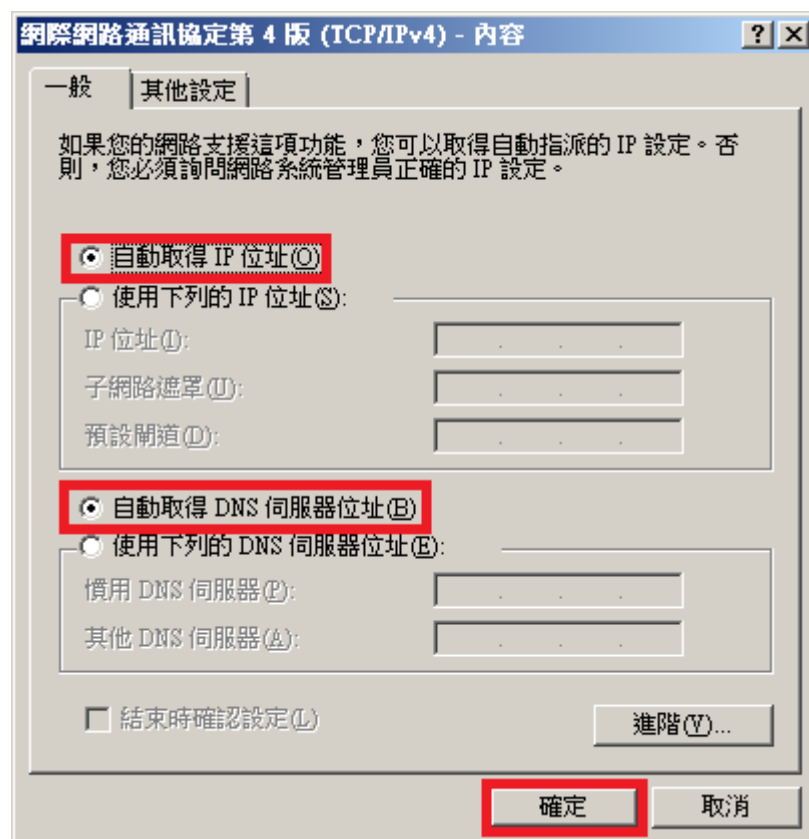 網際網路通訊協定第 4 版 (TCP/IPv4) - 內容
一般
其他設定
如果您的網路支援這項功能，您可以取得自動指派的 IP 設定。否
則，您必須詢問網路系統管理員正確的 IP 設定。
自動取得 IP 位址(O)
使用下列的 IP 位址(S):
IP 位址(I):
子網路遮罩(U):
預設閘道(D):
自動取得 DNS 伺服器位址(B)
使用下列的 DNS 伺服器位址(E):
慣用 DNS 伺服器(P):
其他 DNS 伺服器(A):
結束時確認設定(L)
進階(V)...
確定
取消